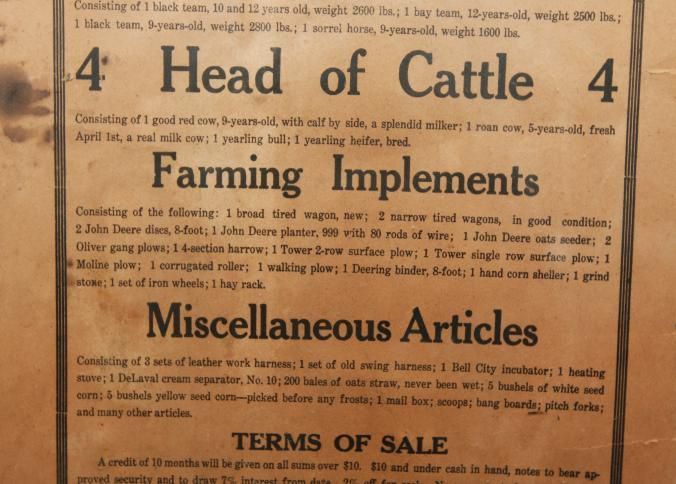 Consisting of 1 black team, 10 and 12 years old, weight 2600 lbs.; 1 bay team, 12-years-old, weight 2500 lbs.;
1 black team, 9-years-old, weight 2800 lbs.; 1 sorrel horse, 9-years-old, weight 1600 lbs.
4 Head of Cattle 4
Consisting of 1 good red cow, 9-years-old, with calf by side, a splendid milker; 1 roan cow, 5-years-old, fresh
April 1st, a real milk cow; 1 yearling bull; 1 yearling heifer, bred.
Farming Implements
Consisting of the following: 1 broad tired wagon, new; 2 narrow tired wagons, in good condition;
2 John Deere discs, 8-foot; 1 John Deere planter, 999 with 80 rods of wire; 1 John Deere oats seeder; 2
Oliver gang plows; 1 4-section harrow; 1 Tower 2-row surface plow; 1 Tower single row surface plow; 1
Moline plow; 1 corrugated roller; 1 walking plow; 1 Deering binder, 8-foot; 1 hand corn sheller; 1 grind
stone; 1 set of iron wheels; 1 hay rack.
Miscellaneous Articles
Consisting of 3 sets of leather work harness; 1 set of old swing harness; 1 Bell City incubator; 1 heating
stove; 1 DeLaval cream separator, No. 10; 200 bales of oats straw, never been wet; 5 bushels of white seed
corn; 5 bushels yellow seed corn—picked before any frosts; 1 mail box; scoops; bang boards; pitch forks;
and many other articles.
TERMS OF SALE
A credit of 10 months will be given on all sums over $10. $10 and under cash in hand, notes to bear ap-
proved security and to draw 7% interest from date. 2% off for